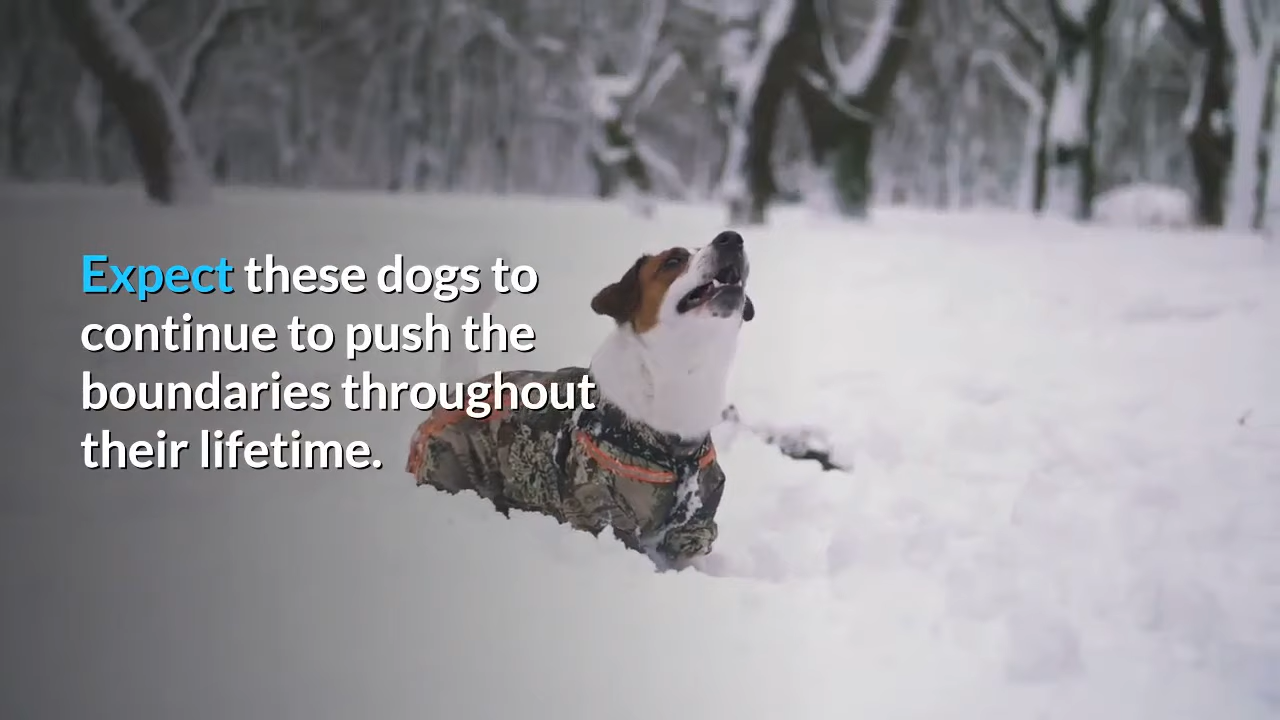 Expect these dogs to
continue to push the
boundaries throughout
their lifetime.